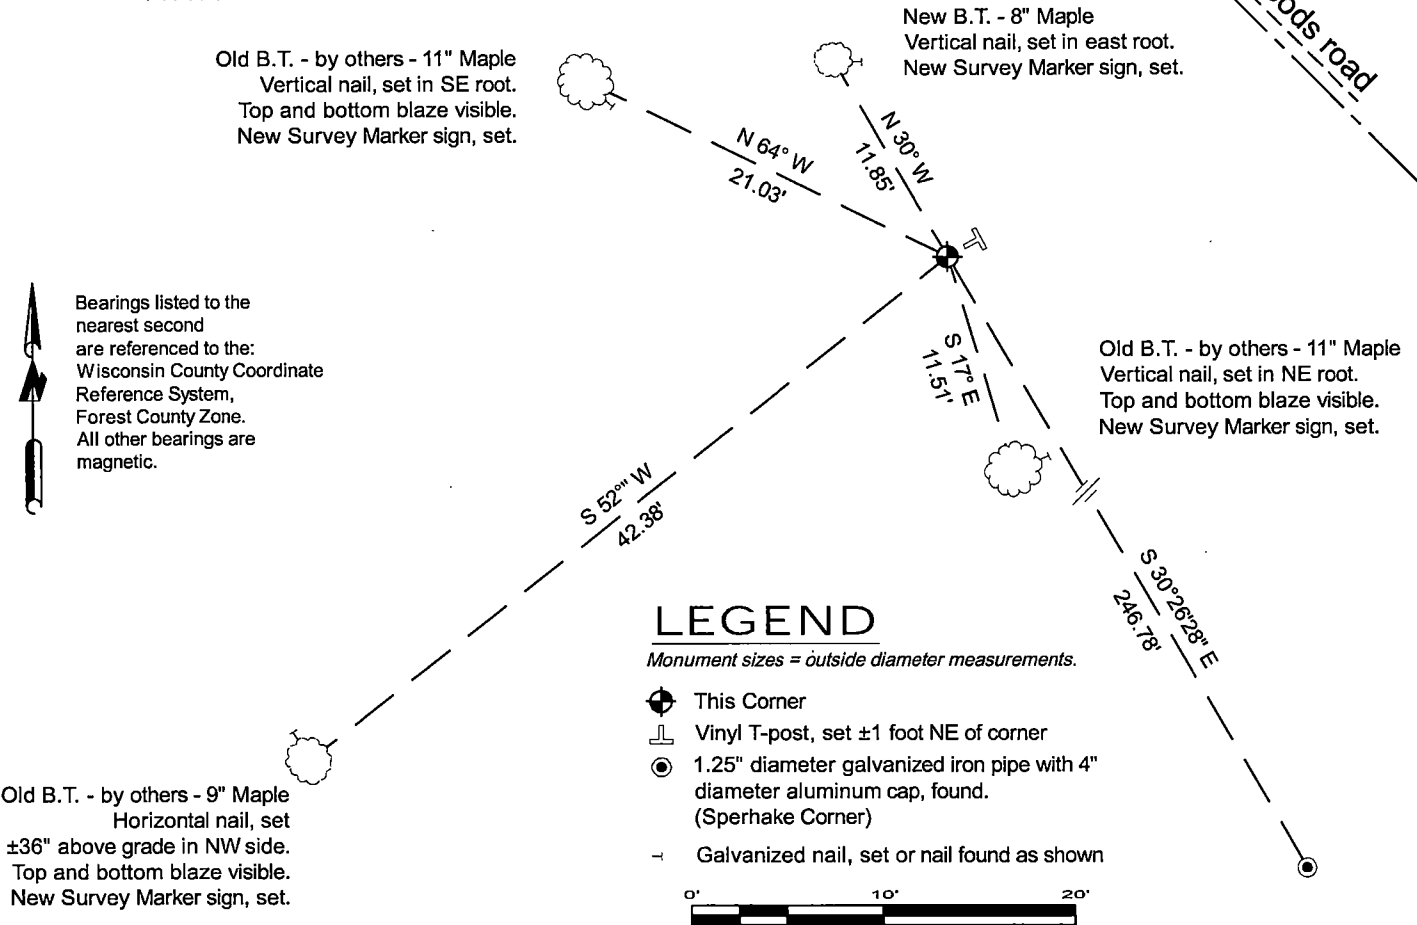 New B.T. - 8" Maple
Vertical nail, set in east root.
New Survey Marker sign, set.
road
Old B.T. - by others - 11" Maple
Vertical nail, set in SE root.
Top and bottom blaze visible.
New Survey Marker sign, set.
N 64° W
21.03'
N 30° W
11.85'
Bearings listed to the
nearest second
are referenced to the:
Wisconsin County Coordinate
Reference System,
Forest County Zone.
All other bearings are
magnetic.
S 17° E
11.51'
Old B.T. - by others - 11" Maple
Vertical nail, set in NE root.
Top and bottom blaze visible.
New Survey Marker sign, set.
S 52°" W
42.38'
S 30°26'28" E
246.78'
LEGEND
Monument sizes = outside diameter measurements.
This Corner
Vinyl T-post, set ±1 foot NE of corner
1.25" diameter galvanized iron pipe with 4"
diameter aluminum cap, found.
(Sperhake Corner)
Galvanized nail, set or nail found as shown
0' 10' 20'
Old B.T. - by others - 9" Maple
Horizontal nail, set
±36" above grade in NW side.
Top and bottom blaze visible.
New Survey Marker sign, set.